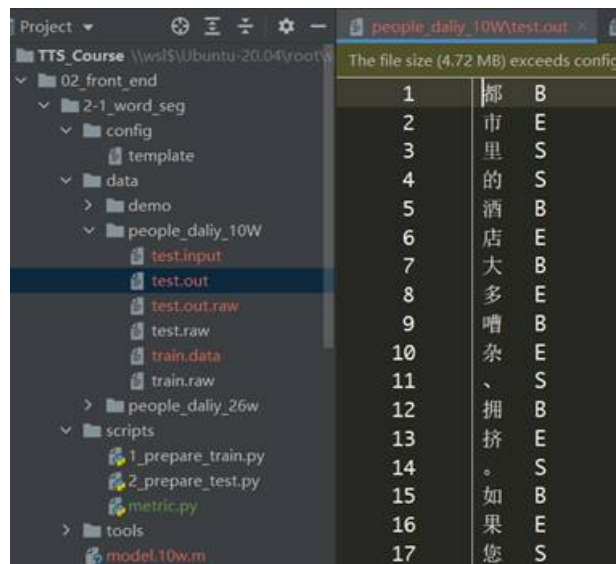 Project
people_daliy_10W\test.out
TTS_Course \\wsl$\Ubuntu-20.04\root\s
The file size (4.72 MB) exceeds config
02_front_end
2-1_word_seg
config
template
data
demo
people_daliy_10W
test.input
test.out
test.out.raw
test.raw
train.data
train.raw
people_daliy_26w
scripts
1_prepare_train.py
2_prepare_test.py
metric.py
tools
model.10w.m
1 都 B
2 市 E
3 里 S
4 的 S
5 酒 B
6 店 E
7 大 B
8 多 E
9 嘈 B
10 杂 E
11 、 S
12 拥 B
13 挤 E
14 。 S
15 如 B
16 果 E
17 您 S